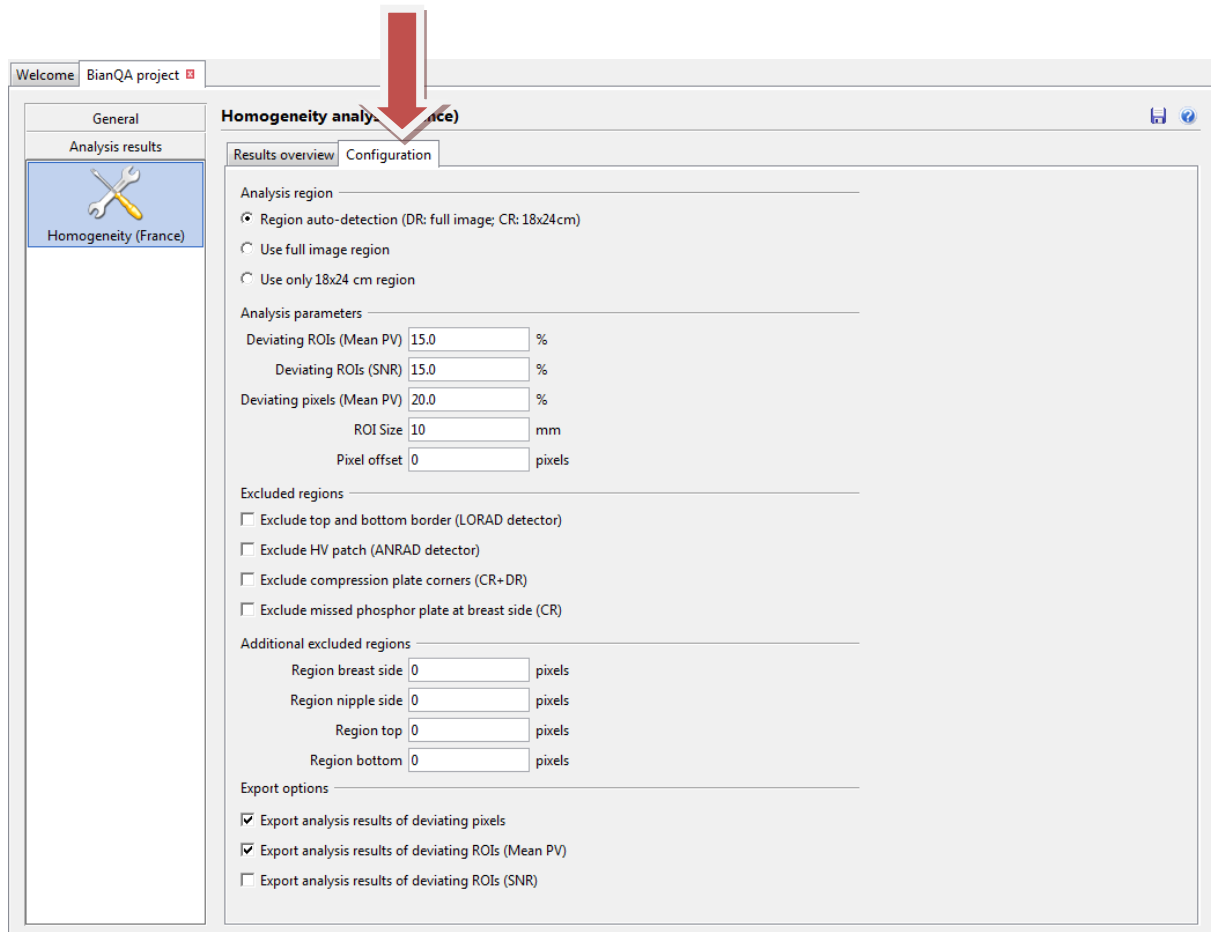 Welcome BianQA project
General
Analysis results
Homogeneity (France)
Homogeneity analys nce)
Results overview Configuration
Analysis region
Region auto-detection (DR: full image; CR: 18x24cm)
Use full image region
Use only 18x24 cm region
Analysis parameters
Deviating ROIs (Mean PV) 15.0 %
Deviating ROIs (SNR) 15.0 %
Deviating pixels (Mean PV) 20.0 %
ROI Size 10 mm
Pixel offset 0 pixels
Excluded regions
Exclude top and bottom border (LORAD detector)
Exclude HV patch (ANRAD detector)
Exclude compression plate corners (CR+DR)
Exclude missed phosphor plate at breast side (CR)
Additional excluded regions
Region breast side 0 pixels
Region nipple side 0 pixels
Region top 0 pixels
Region bottom 0 pixels
Export options
Export analysis results of deviating pixels
Export analysis results of deviating ROIs (Mean PV)
Export analysis results of deviating ROIs (SNR)